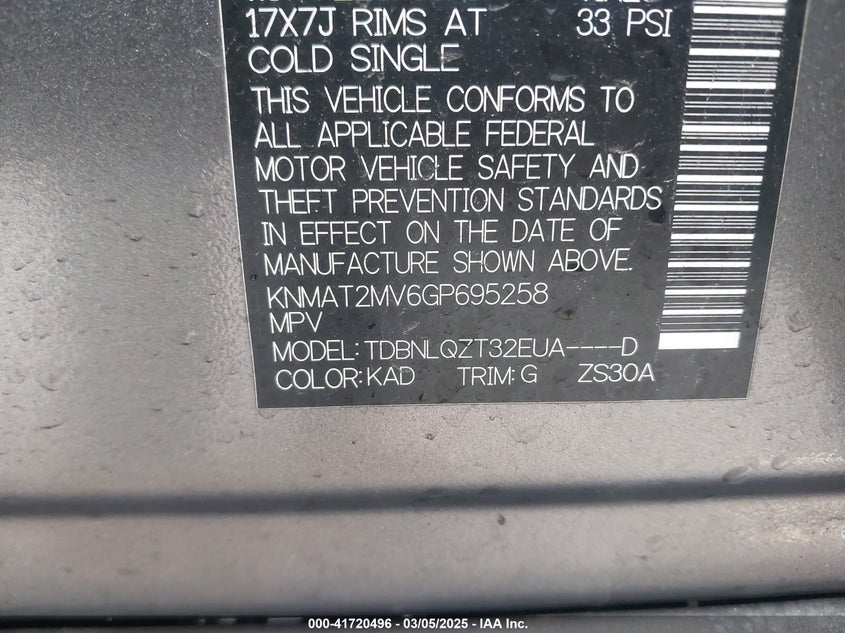 17X7J RIMS AT 33 PSI
COLD SINGLE
THIS VEHICLE CONFORMS TO
ALL APPLICABLE FEDERAL
MOTOR VEHICLE SAFETY AND
THEFT PREVENTION STANDARDS
IN EFFECT ON THE DATE OF
MANUFACTURE SHOWN ABOVE.
KNMAT2MV6GP695258
MPV
MODEL: TDBNLQZT32EUA----D
COLOR: KAD TRIM: G ZS30A
000-41720496 - 03/05/2025 - IAA Inc.